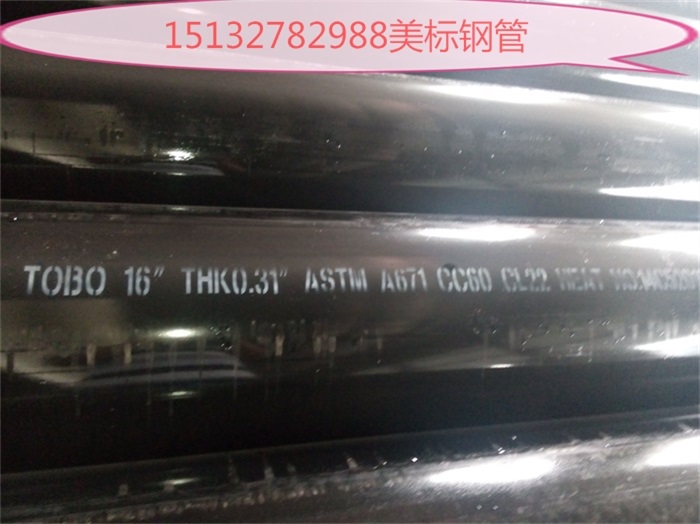 15132782988美标钢管
TOBO 16" THK0.31" ASTM A671 CC60 CL22 HEAT